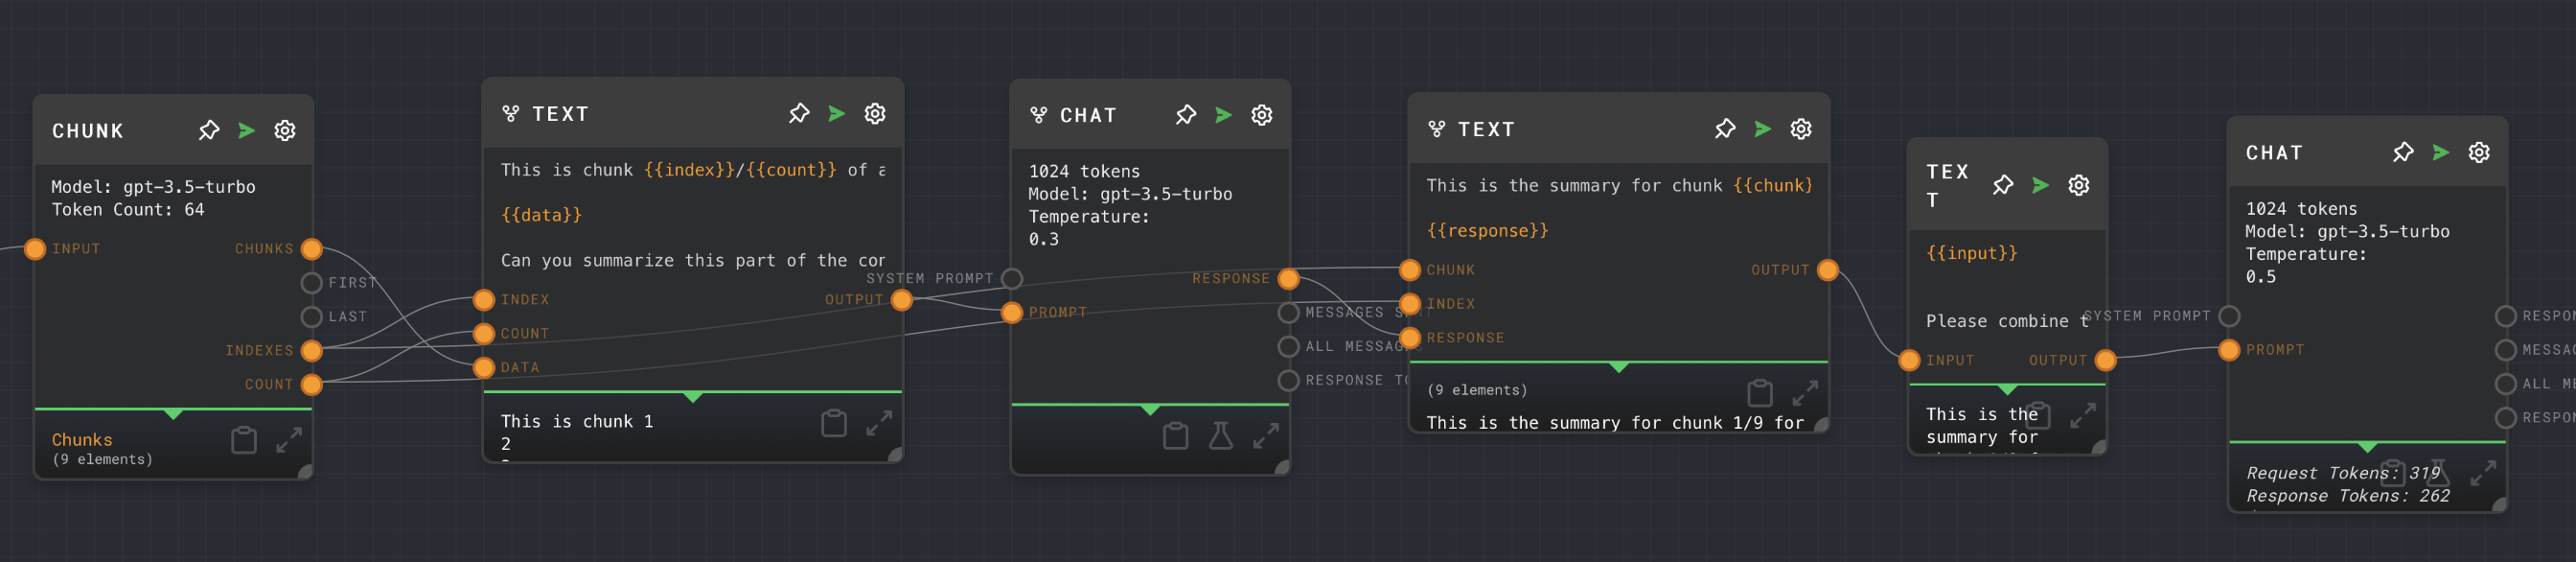 CHUNK
Model: gpt-3.5-turbo
Token Count: 64
INPUT
CHUNKS
FIRST
LAST
INDEXES
COUNT
Chunks
(9 elements)
TEXT
This is chunk {{index}}/{{count}} of a
{{data}}
Can you summarize this part of the cor
INDEX
OUTPUT
COUNT
DATA
This is chunk 1
2
CHAT
1024 tokens
Model: gpt-3.5-turbo
Temperature:
0.3
SYSTEM PROMPT
RESPONSE
PROMPT
MESSAGES S
ALL MESSAG
RESPONSE TO
TEXT
This is the summary for chunk {{chunk}
{{response}}
CHUNK
OUTPUT
INDEX
RESPONSE
(9 elements)
This is the summary for chunk 1/9 for
TEX
T
{{input}}
Please combine t
INPUT
OUTPUT
This is the
summary for
CHAT
1024 tokens
Model: gpt-3.5-turbo
Temperature:
0.5
SYSTEM PROMPT
RESPON
PROMPT
MESSAG
ALL ME
RESPON
Request Tokens: 319
Response Tokens: 262